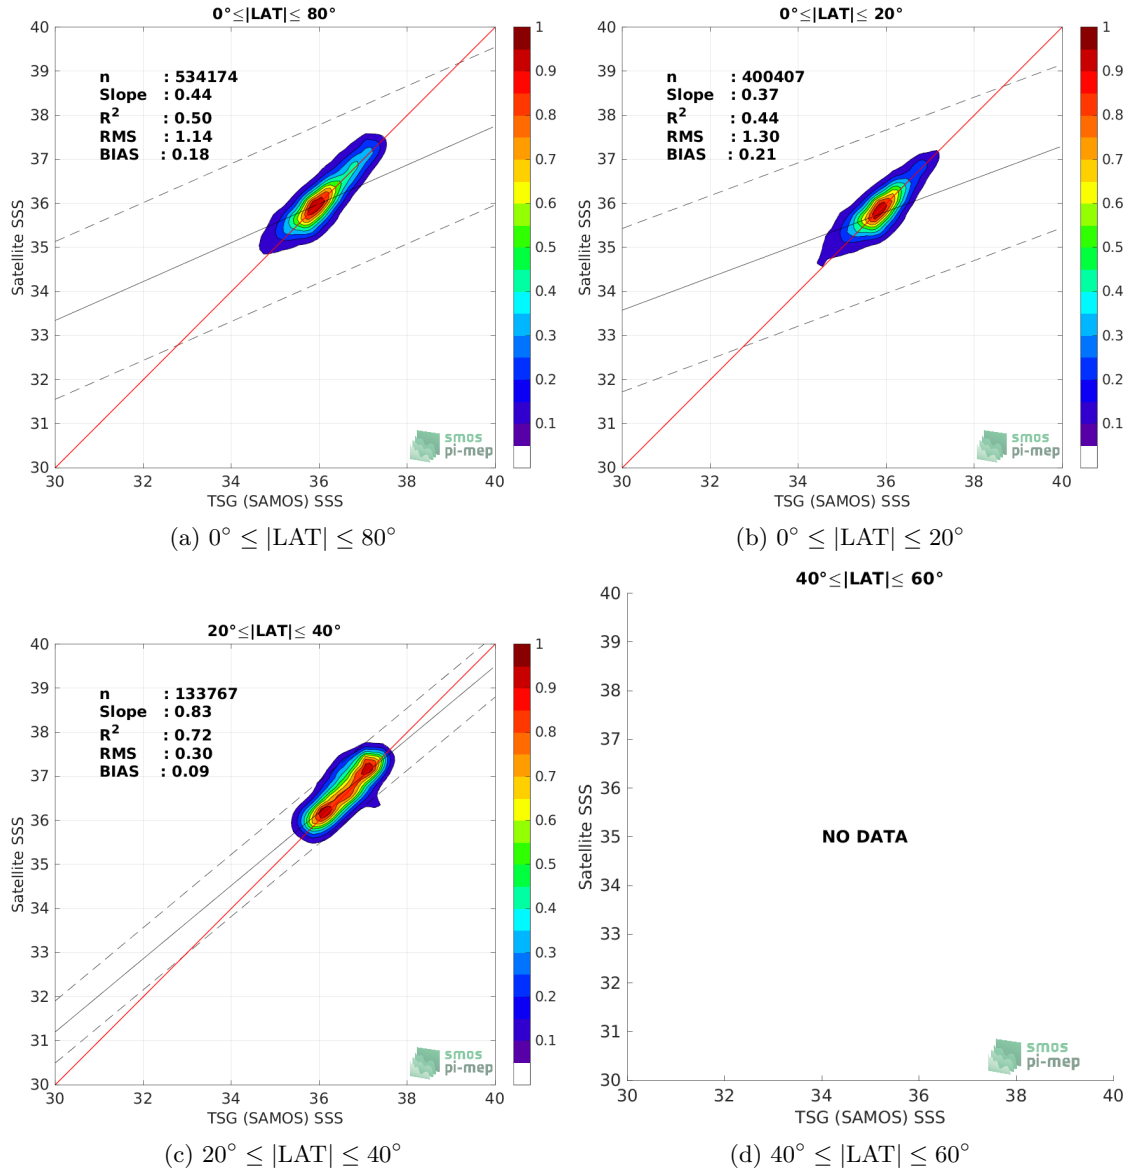 0°≤|LAT|≤ 80°
40
39
38
37
36
35
34
33
32
31
30
Satellite SSS
n : 534174
Slope : 0.44
R² : 0.50
RMS : 1.14
BIAS : 0.18
smos
pi-mep
30 32 34 36 38 40
TSG (SAMOS) SSS
1
0.9
0.8
0.7
0.6
0.5
0.4
0.3
0.2
0.1
(a) 0° ≤ |LAT| ≤ 80°
0°≤|LAT|≤ 20°
40
39
38
37
36
35
34
33
32
31
30
Satellite SSS
n : 400407
Slope : 0.37
R² : 0.44
RMS : 1.30
BIAS : 0.21
smos
pi-mep
30 32 34 36 38 40
TSG (SAMOS) SSS
1
0.9
0.8
0.7
0.6
0.5
0.4
0.3
0.2
0.1
(b) 0° ≤ |LAT| ≤ 20°
20°≤|LAT|≤ 40°
40
39
38
37
36
35
34
33
32
31
30
Satellite SSS
n : 133767
Slope : 0.83
R² : 0.72
RMS : 0.30
BIAS : 0.09
smos
pi-mep
30 32 34 36 38 40
TSG (SAMOS) SSS
1
0.9
0.8
0.7
0.6
0.5
0.4
0.3
0.2
0.1
(c) 20° ≤ |LAT| ≤ 40°
40°≤|LAT|≤ 60°
40
39
38
37
36
35
34
33
32
31
30
Satellite SSS
NO DATA
smos
pi-mep
30 32 34 36 38 40
TSG (SAMOS) SSS
(d) 40° ≤ |LAT| ≤ 60°